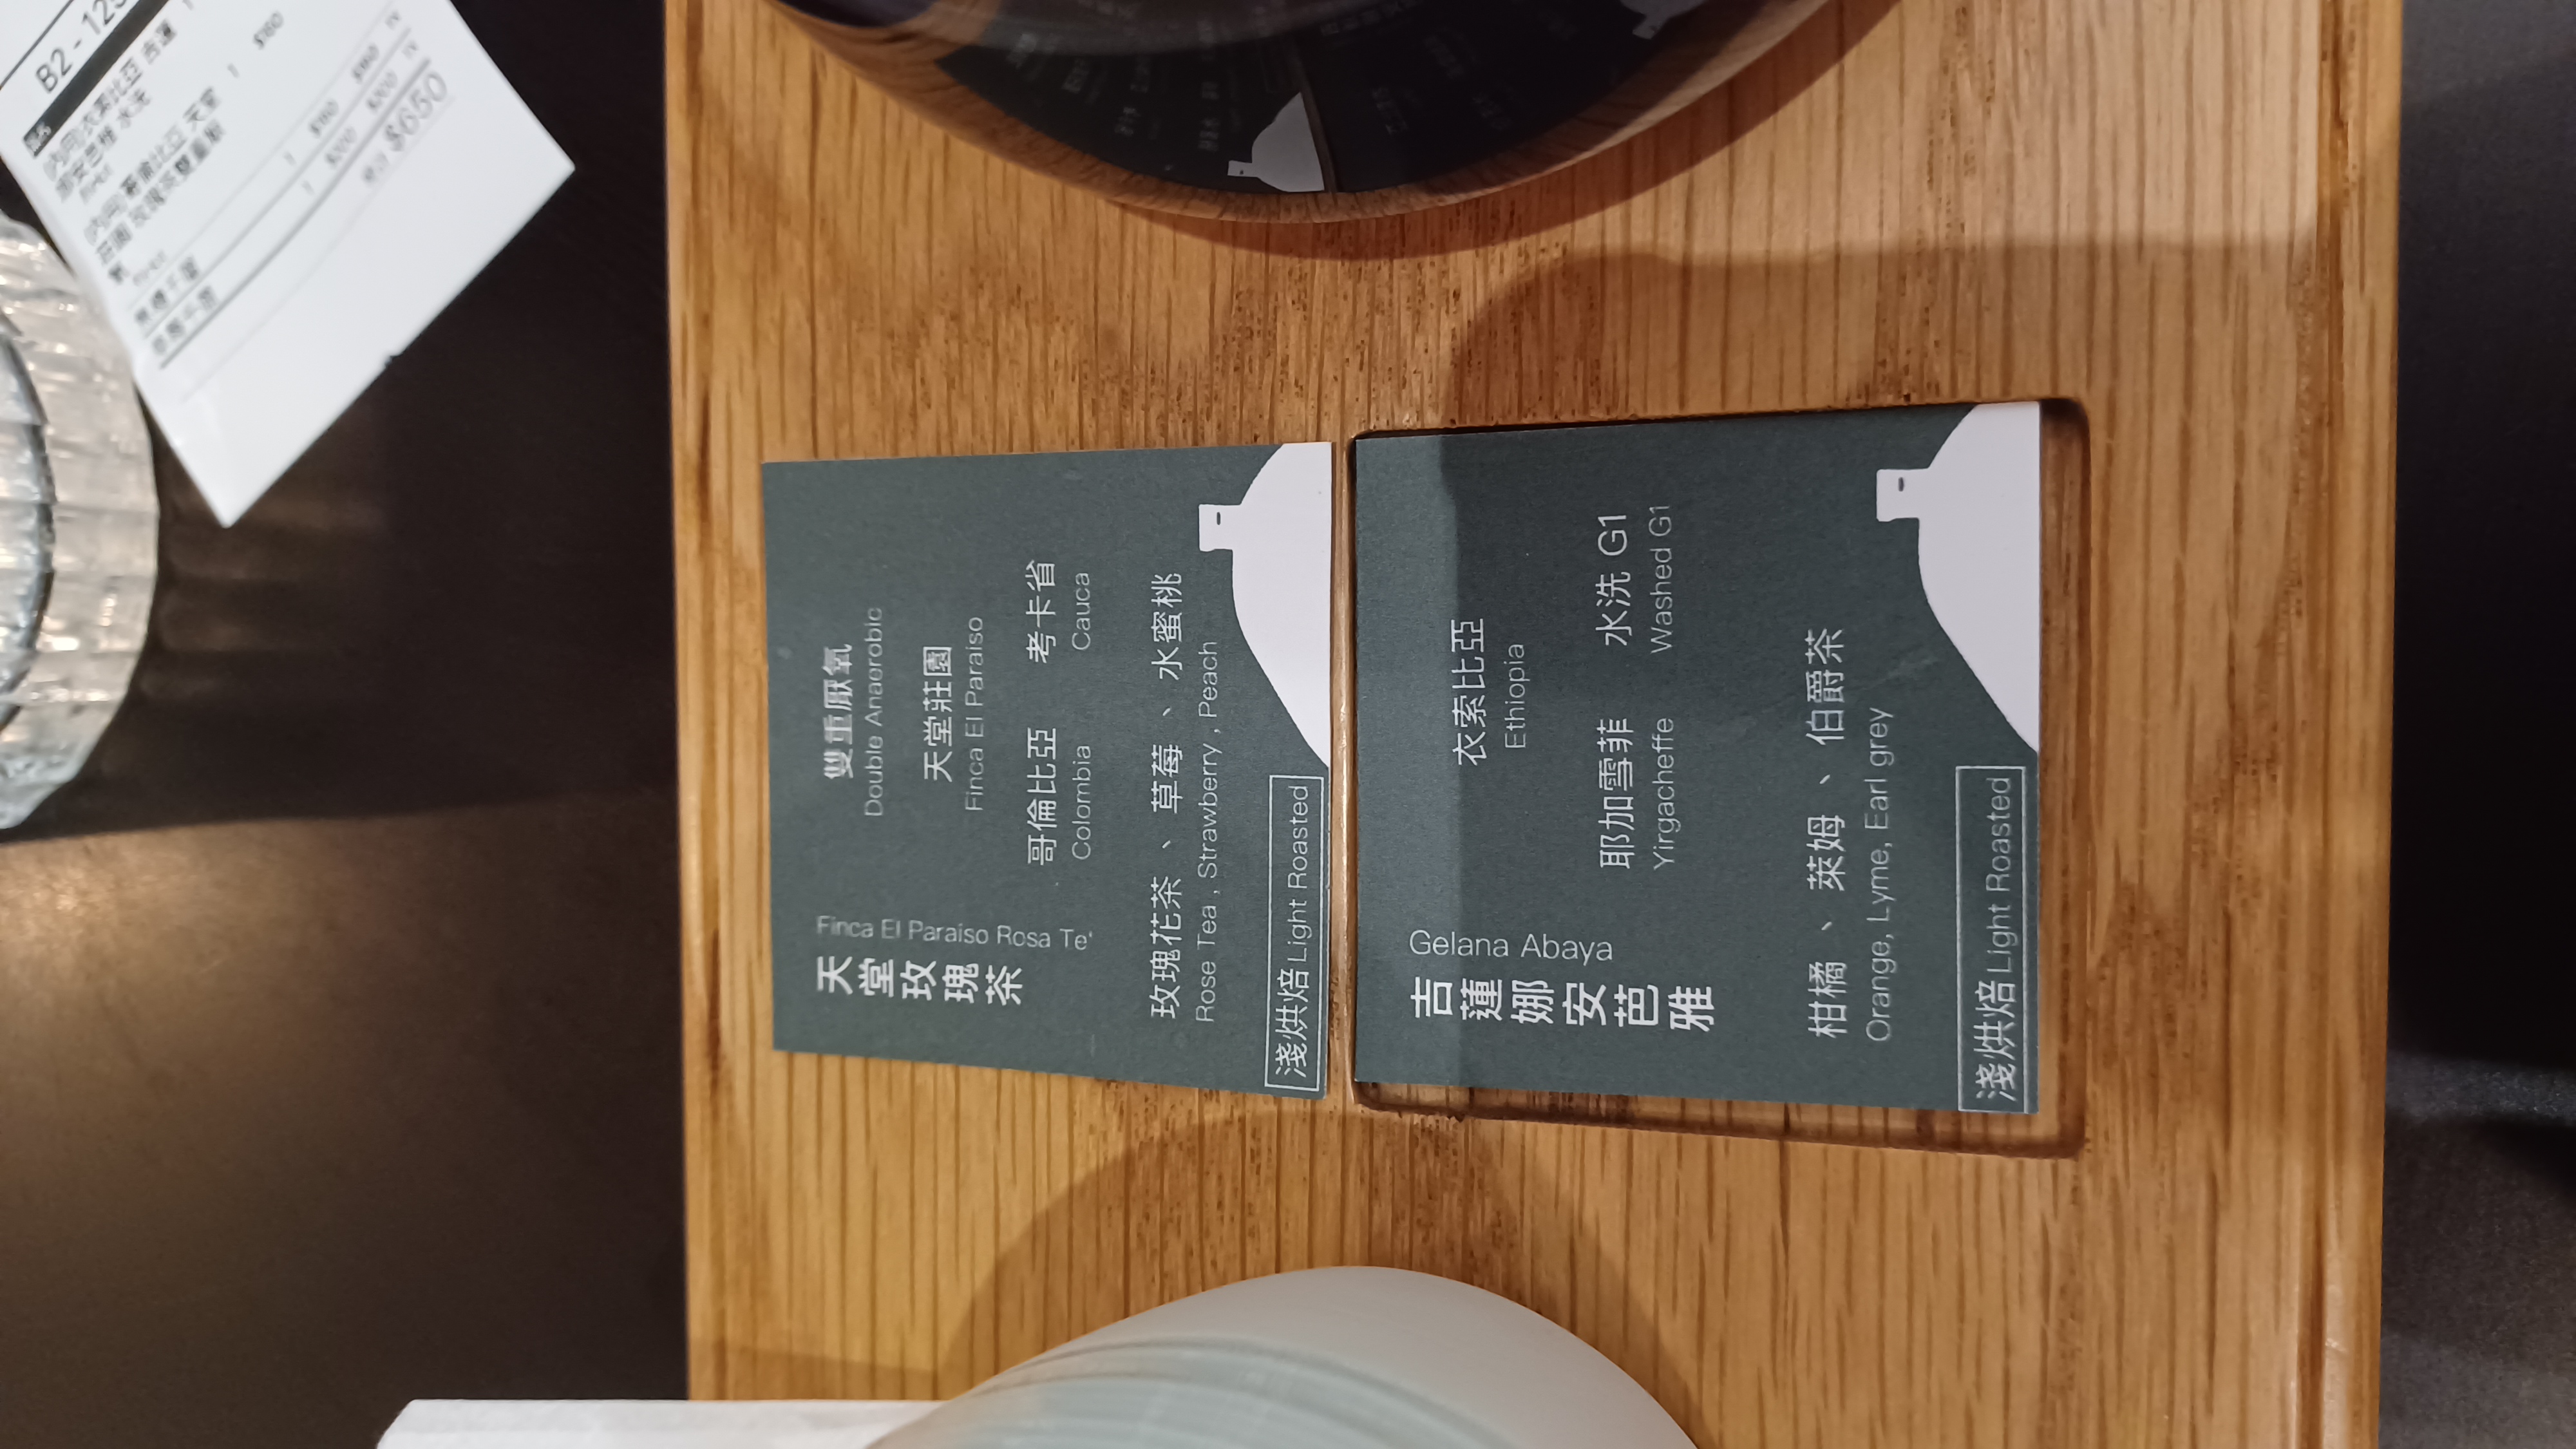 B2-12
$180
$650
天堂玫瑰茶
Finca El Paraiso Rosa Te'
雙重厭氧
Double Anaerobic
天堂莊園
Finca El Paraiso
哥倫比亞 考卡省
Colombia Cauca
玫瑰花茶 、 草莓 、 水蜜桃
Rose Tea , Strawberry , Peach
淺烘焙 Light Roasted
吉蓮娜安芭雅
Gelana Abaya
衣索比亞
Ethiopia
耶加雪菲 水洗 G1
Yirgacheffe Washed G1
柑橘 、 萊姆 、 伯爵茶
Orange, Lyme, Earl grey
淺烘焙 Light Roasted